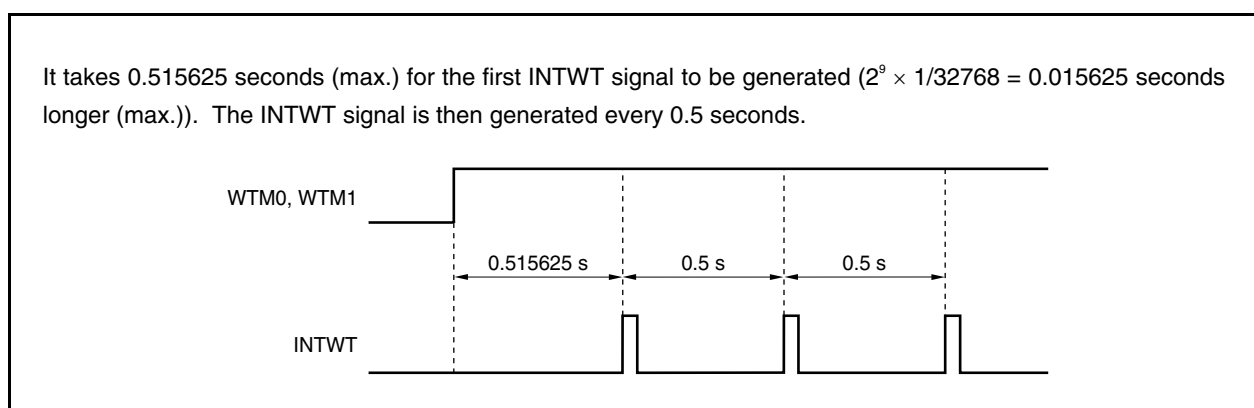 It takes 0.515625 seconds (max.) for the first INTWT signal to be generated (2⁹ × 1/32768 = 0.015625 seconds
longer (max.)). The INTWT signal is then generated every 0.5 seconds.
WTM0, WTM1
0.515625 s 0.5 s 0.5 s
INTWT